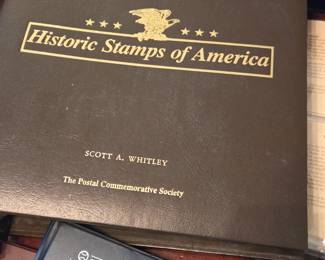 Historic Stamps of America
SCOTT A. WHITLEY
The Postal Commemorative Society